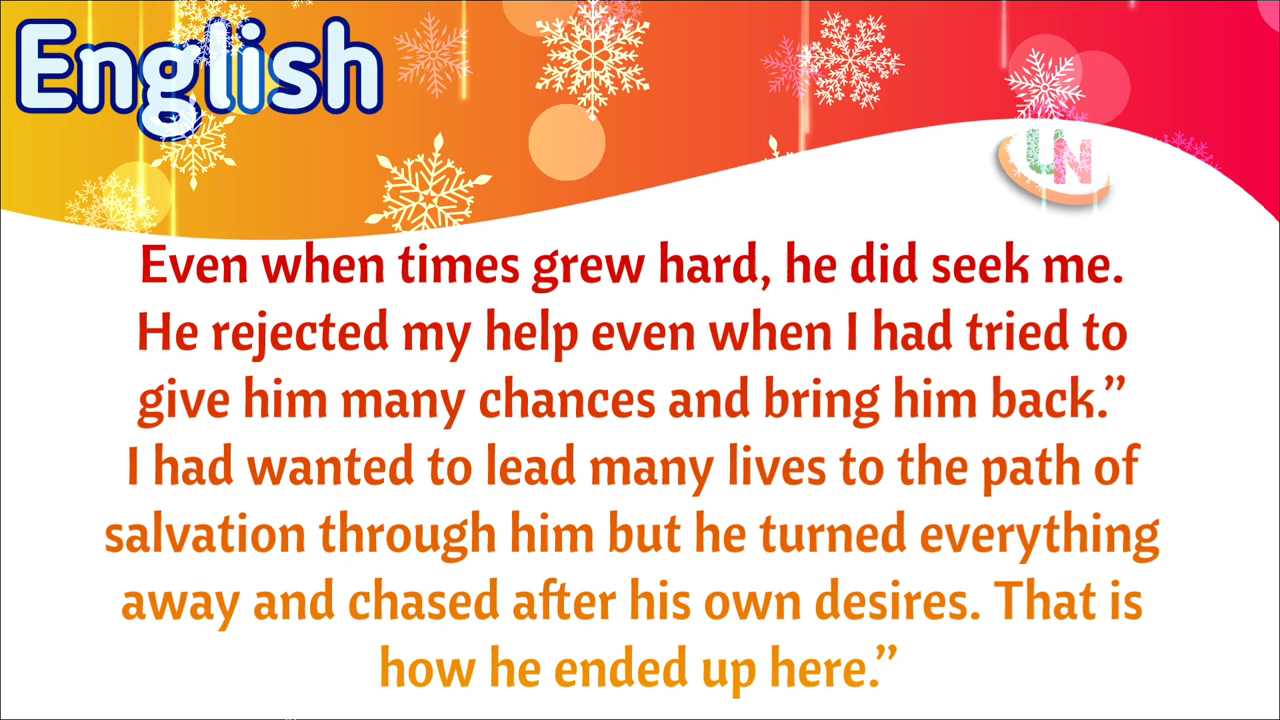 English
UN
Even when times grew hard, he did seek me.
He rejected my help even when I had tried to
give him many chances and bring him back.”
I had wanted to lead many lives to the path of
salvation through him but he turned everything
away and chased after his own desires. That is
how he ended up here.”